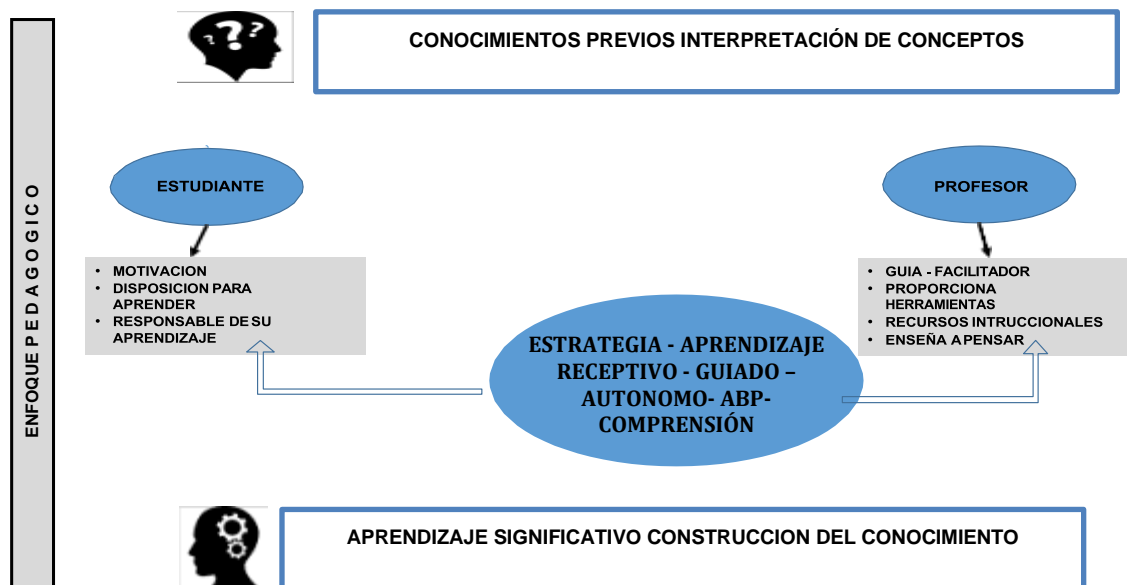 CONOCIMIENTOS PREVIOS INTERPRETACIÓN DE CONCEPTOS
ENFOQUE PEDAGOGICO
ESTUDIANTE
PROFESOR
• MOTIVACION
• DISPOSICION PARA
APRENDER
• RESPONSABLE DE SU
APRENDIZAJE
• GUIA - FACILITADOR
• PROPORCIONA
HERRAMIENTAS
• RECURSOS INTRUCCIONALES
• ENSEÑA A PENSAR
ESTRATEGIA - APRENDIZAJE
RECEPTIVO - GUIADO –
AUTONOMO- ABP-
COMPRENSIÓN
APRENDIZAJE SIGNIFICATIVO CONSTRUCCION DEL CONOCIMIENTO